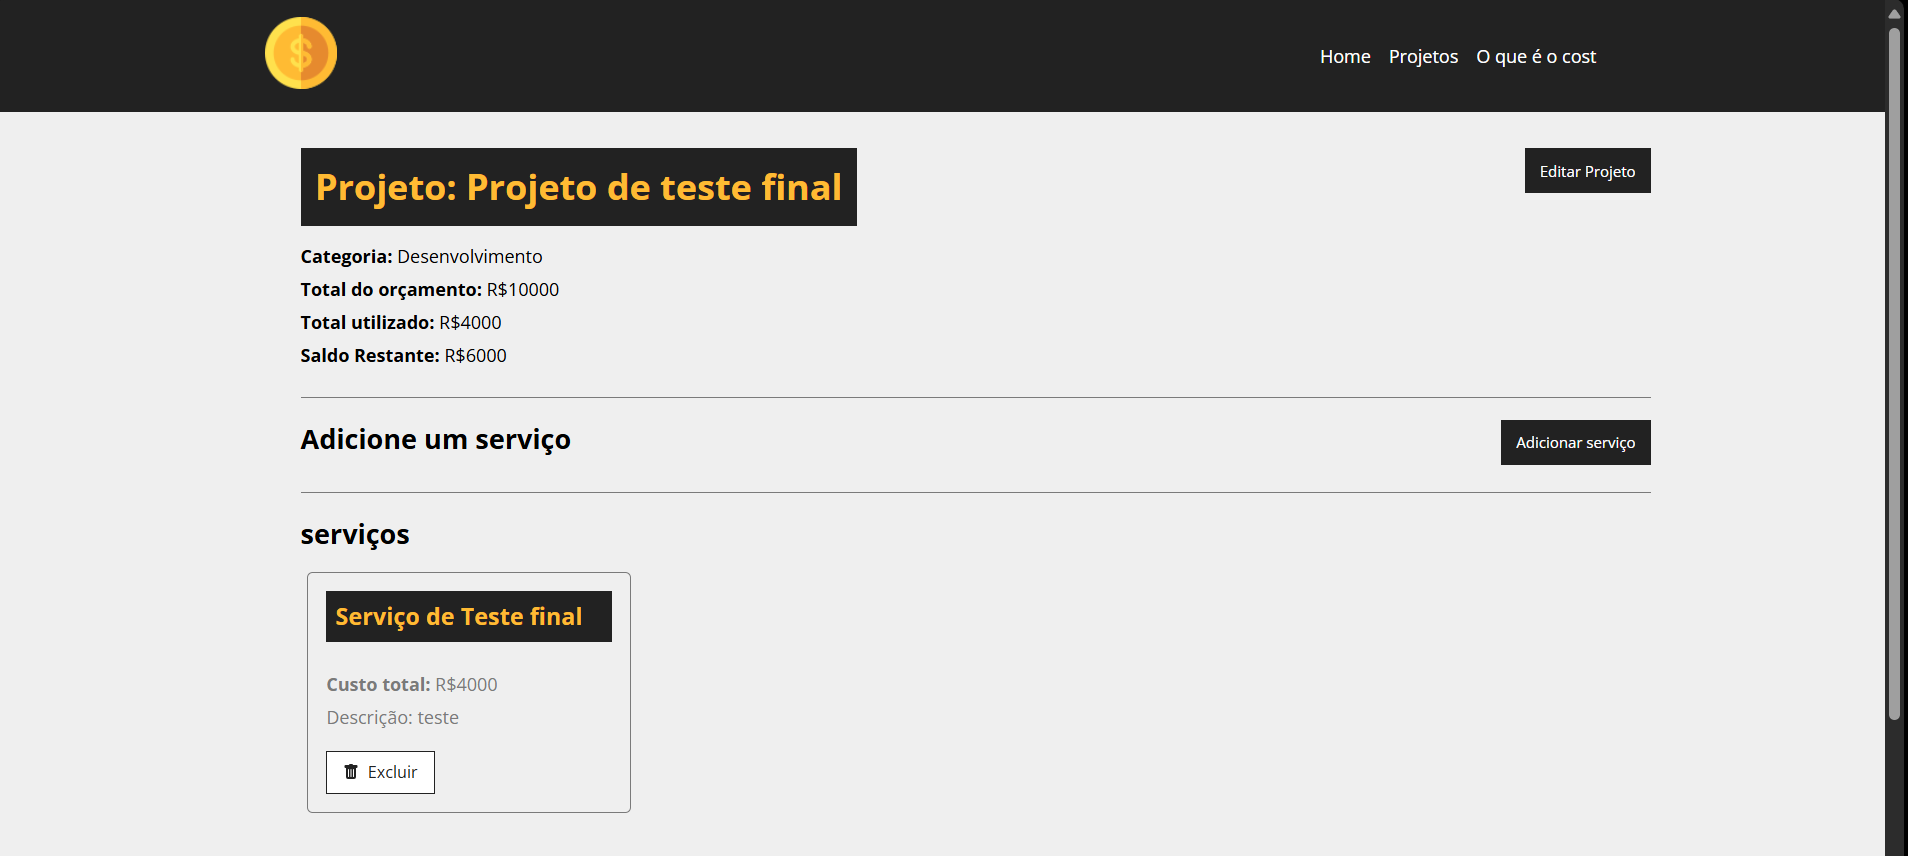 $
Home Projetos O que é o cost
Projeto: Projeto de teste final
Editar Projeto
Categoria: Desenvolvimento
Total do orçamento: R$10000
Total utilizado: R$4000
Saldo Restante: R$6000
Adicione um serviço
Adicionar serviço
serviços
Serviço de Teste final
Custo total: R$4000
Descrição: teste
Excluir